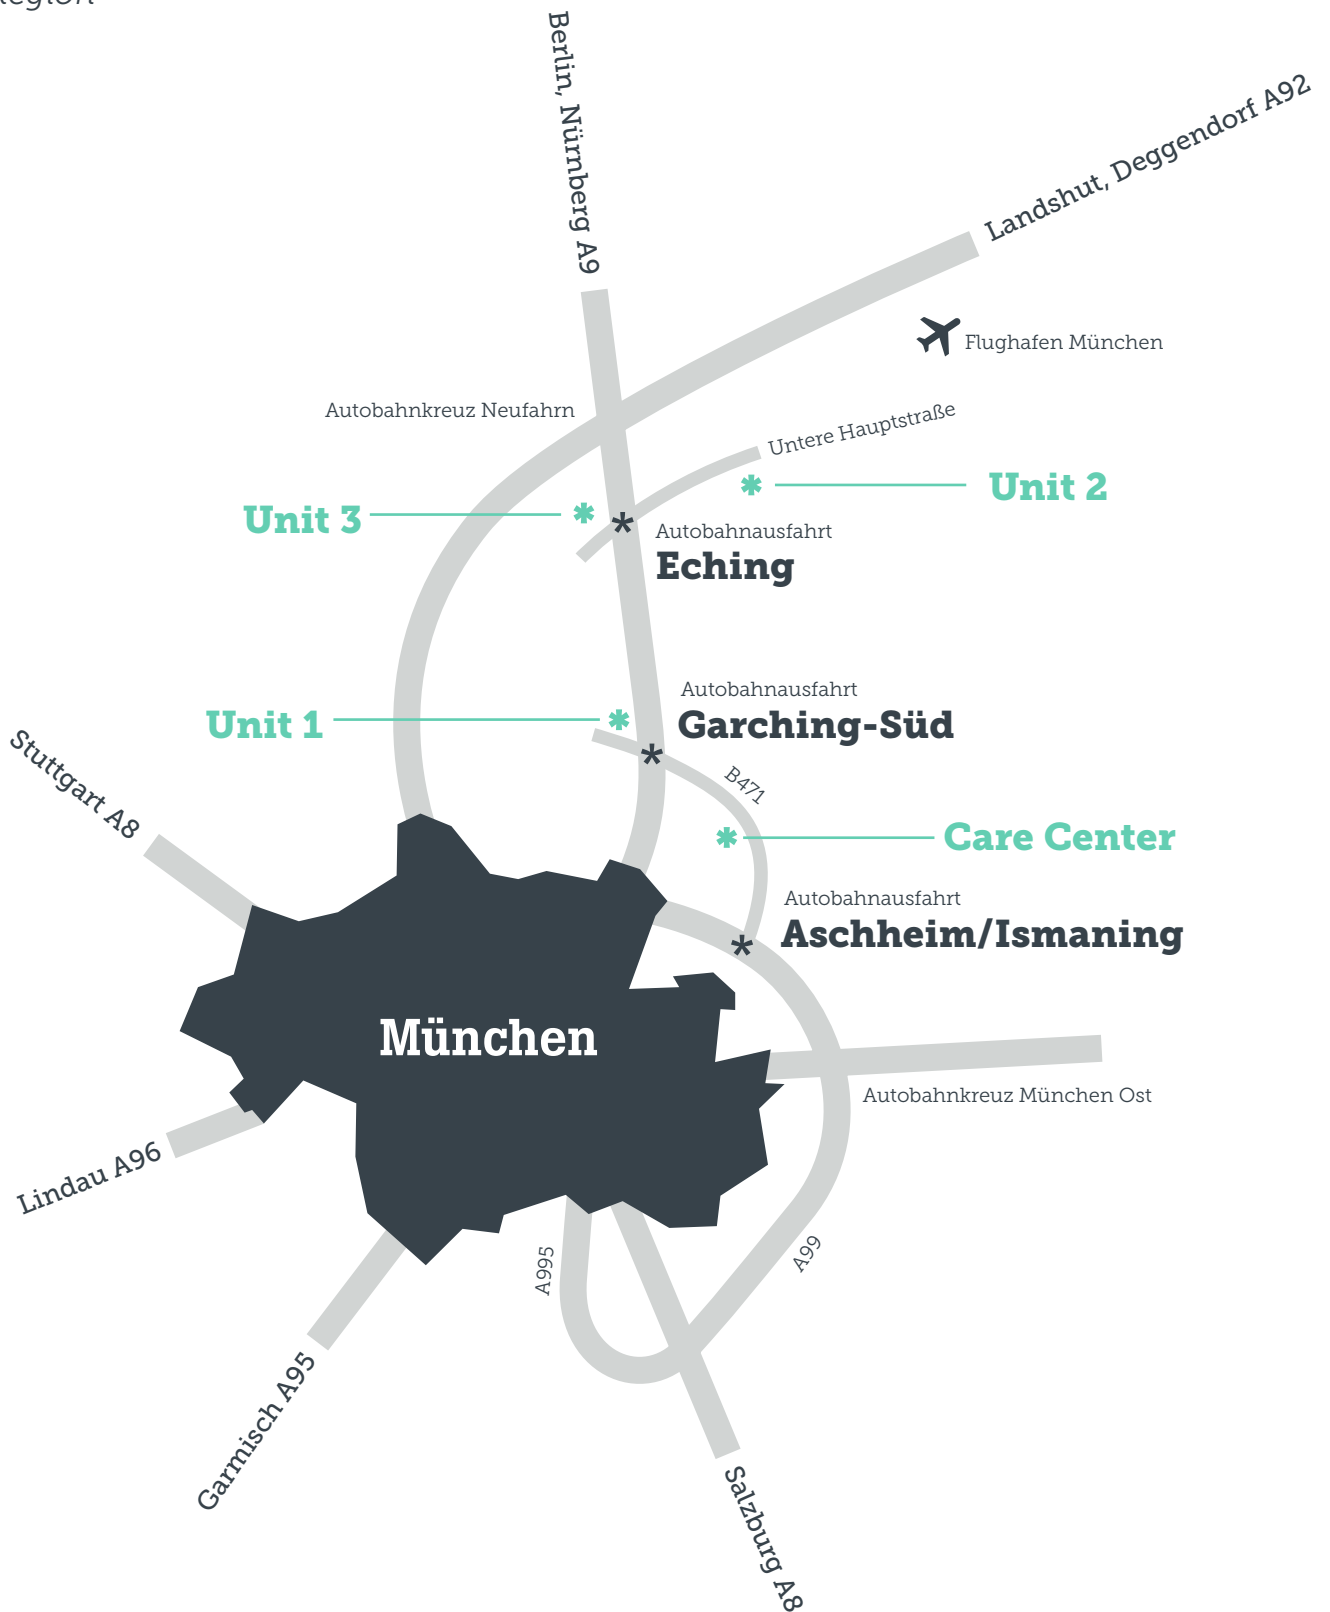 Region
Berlin, Nürnberg A9
Landshut, Deggendorf A92
Flughafen München
Autobahnkreuz Neufahrn
Untere Hauptstraße
Unit 2
Unit 3
Autobahnausfahrt
Eching
Autobahnausfahrt
Garching-Süd
Unit 1
Stuttgart A8
B471
Care Center
Autobahnausfahrt
Aschheim/Ismaning
München
Autobahnkreuz München Ost
Lindau A96
A995
A99
Garmisch A95
Salzburg A8